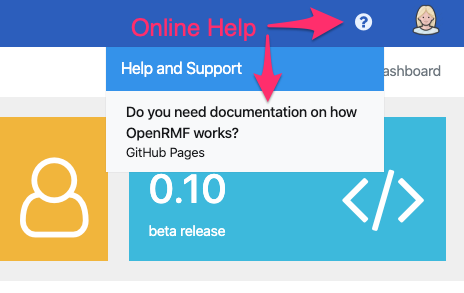 Online Help
?
Help and Support
ashboard
Do you need documentation on how
OpenRMF works?
GitHub Pages
0.10
beta release
</>